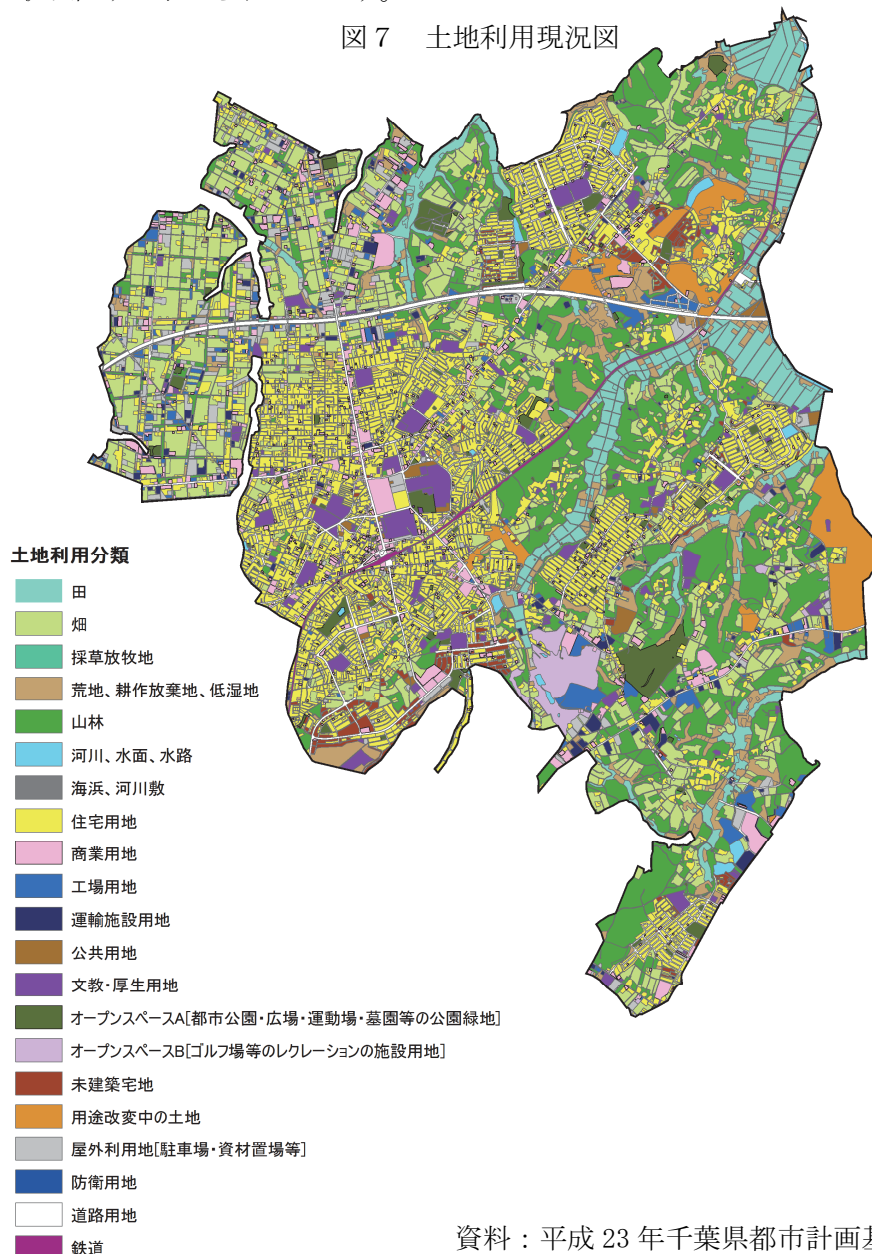 図７　土地利用現況図
土地利用分類
田
畑
採草放牧地
荒地、耕作放棄地、低湿地
山林
河川、水面、水路
海浜、河川敷
住宅用地
商業用地
工場用地
運輸施設用地
公共用地
文教・厚生用地
オープンスペースA[都市公園・広場・運動場・墓園等の公園緑地]
オープンスペースB[ゴルフ場等のレクレーションの施設用地]
未建築宅地
用途改変中の土地
屋外利用地[駐車場・資材置場等]
防衛用地
道路用地
鉄道
資料：平成 23 年千葉県都市計画基